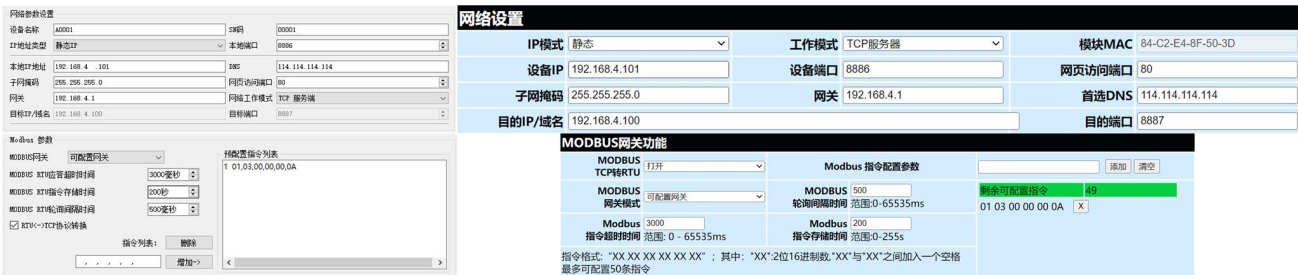 网络参数设置
设备名称 A0001 SN码 00001
IP地址类型 静态IP 本地端口 8886
本地IP地址 192.168.4 .101 DNS 114.114.114.114
子网掩码 255.255.255.0 网页访问端口 80
网关 192.168.4.1 网络工作模式 TCP 服务端
目标IP/域名 192.168.4.100 目标端口 8887
Modbus 参数
MODBUS网关 可配置网关
MODBUS RTU应答超时时间 3000毫秒
MODBUS RTU指令存储时间 200秒
MODBUS RTU轮询间隔时间 500毫秒
RTU<->TCP协议转换
指令列表: 删除
, , , , , 增加->
预配置指令列表
1 01,03,00,00,00,0A
网络设置
IP模式 静态 工作模式 TCP服务器 模块MAC 84-C2-E4-8F-50-3D
设备IP 192.168.4.101 设备端口 8886 网页访问端口 80
子网掩码 255.255.255.0 网关 192.168.4.1 首选DNS 114.114.114.114
目的IP/域名 192.168.4.100 目的端口 8887
MODBUS网关功能
MODBUS TCP转RTU 打开 Modbus 指令配置参数 添加 清空
MODBUS 网关模式 可配置网关 MODBUS 轮询间隔时间 500 范围:0-65535ms 剩余可配置指令 49
01 03 00 00 00 0A X
Modbus 指令超时时间 3000 范围: 0 - 65535ms Modbus 指令存储时间 200 范围:0-255s
指令格式: "XX XX XX XX XX XX" ; 其中: "XX":2位16进制数,"XX"与"XX"之间加入一个空格
最多可配置50条指令